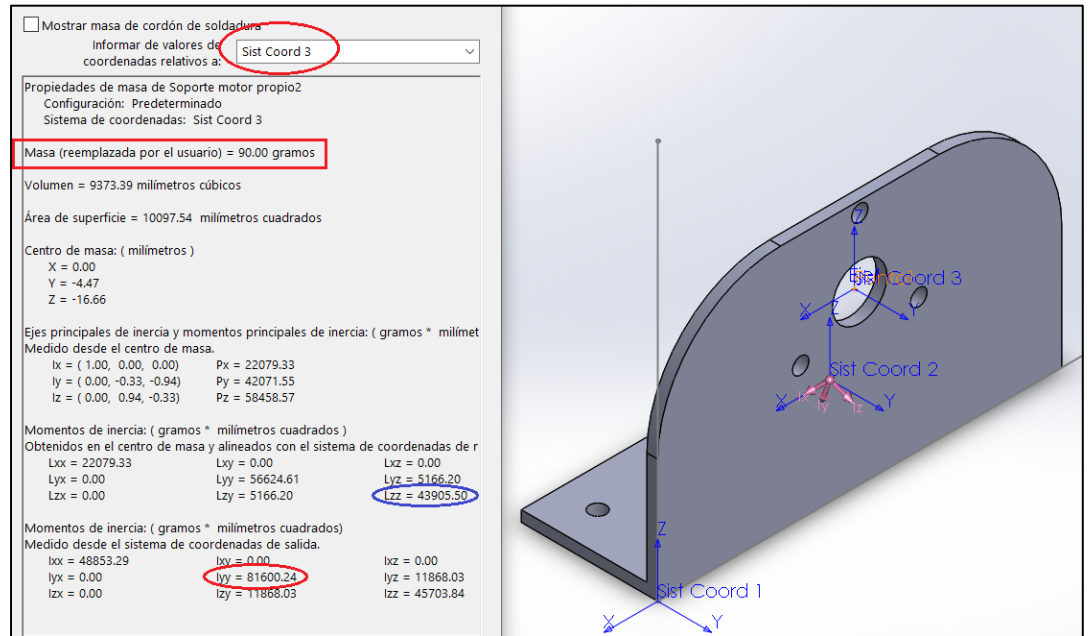 Mostrar masa de cordón de soldadura
Informar de valores de
coordenadas relativos a:
Sist Coord 3
Propiedades de masa de Soporte motor propio2
Configuración: Predeterminado
Sistema de coordenadas: Sist Coord 3
Masa (reemplazada por el usuario) = 90.00 gramos
Volumen = 9373.39 milímetros cúbicos
Área de superficie = 10097.54 milímetros cuadrados
Centro de masa: ( milímetros )
X = 0.00
Y = -4.47
Z = -16.66
Ejes principales de inercia y momentos principales de inercia: ( gramos * milímet
Medido desde el centro de masa.
Ix = ( 1.00, 0.00, 0.00) Px = 22079.33
Iy = ( 0.00, -0.33, -0.94) Py = 42071.55
Iz = ( 0.00, 0.94, -0.33) Pz = 58458.57
Momentos de inercia: ( gramos * milímetros cuadrados )
Obtenidos en el centro de masa y alineados con el sistema de coordenadas de r
Lxx = 22079.33 Lxy = 0.00 Lxz = 0.00
Lyx = 0.00 Lyy = 56624.61 Lyz = 5166.20
Lzx = 0.00 Lzy = 5166.20 Lzz = 43905.50
Momentos de inercia: ( gramos * milímetros cuadrados)
Medido desde el sistema de coordenadas de salida.
Ixx = 48853.29 Ixy = 0.00 Ixz = 0.00
Iyx = 0.00 Iyy = 81600.24 Iyz = 11868.03
Izx = 0.00 Izy = 11868.03 Izz = 45703.84
Z
Coord 3
X
Y
Z
Sist Coord 2
X
Ix
Iy
Iz
Y
Z
Sist Coord 1
X
Y